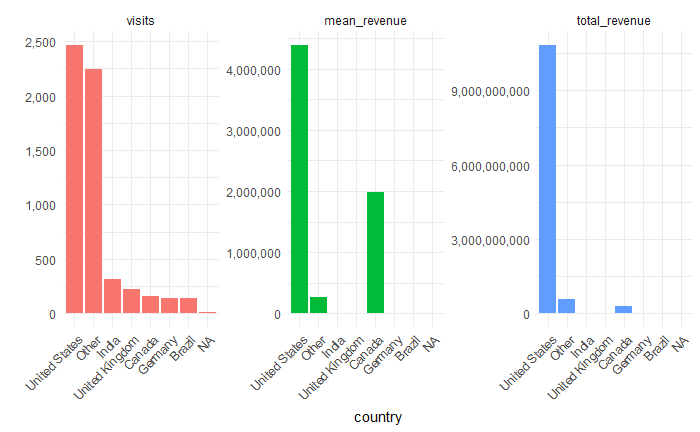 visits
2,500
2,000
1,500
1,000
500
0
United States
Other
India
United Kingdom
Canada
Germany
Brazil
NA
mean_revenue
4,000,000
3,000,000
2,000,000
1,000,000
0
United States
Other
India
United Kingdom
Canada
Germany
Brazil
NA
total_revenue
9,000,000,000
6,000,000,000
3,000,000,000
0
United States
Other
India
United Kingdom
Canada
Germany
Brazil
NA
country